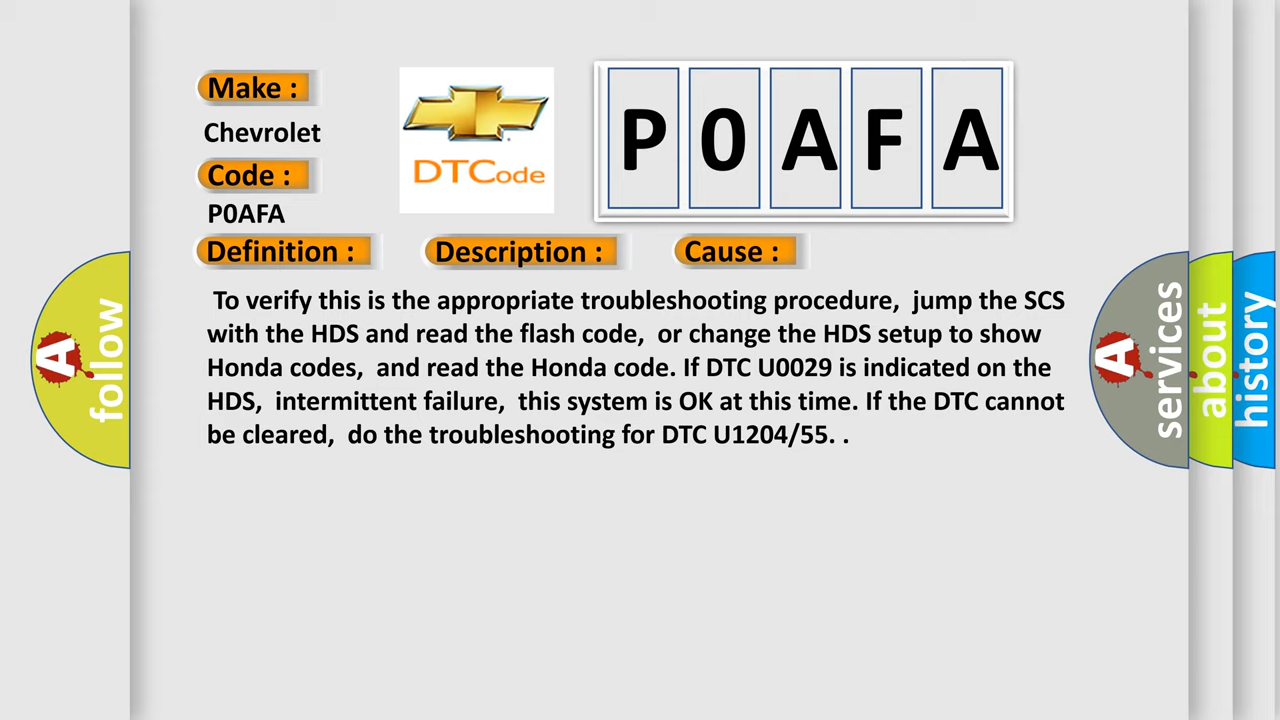 Make :
Chevrolet
Code :
P0AFA
DTCode
P0AFA
Definition :
Description :
Cause :
To verify this is the appropriate troubleshooting procedure, jump the SCS
with the HDS and read the flash code, or change the HDS setup to show
Honda codes, and read the Honda code. If DTC U0029 is indicated on the
HDS, intermittent failure, this system is OK at this time. If the DTC cannot
be cleared, do the troubleshooting for DTC U1204/55. .
A
follow
A
services
about
history